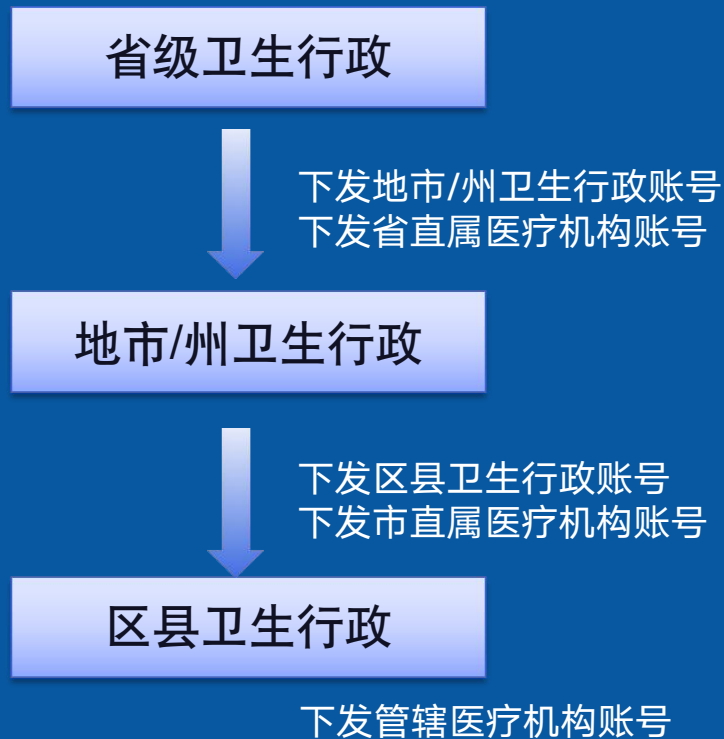 省级卫生行政
下发地市/州卫生行政账号
下发省直属医疗机构账号
地市/州卫生行政
下发区县卫生行政账号
下发市直属医疗机构账号
区县卫生行政
下发管辖医疗机构账号